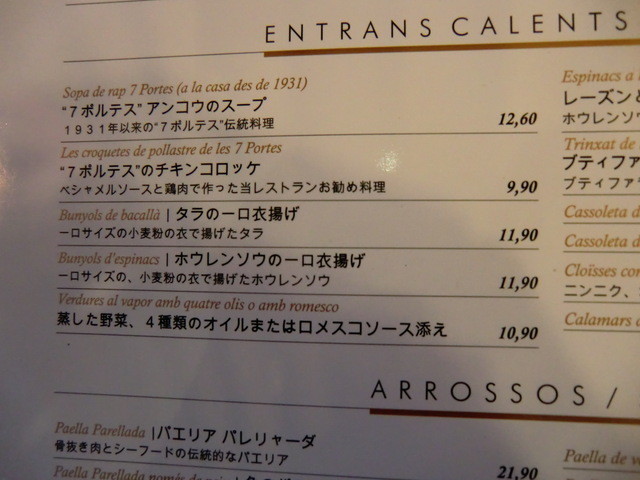 ENTRANS CALENTS
Sopa de rap 7 Portes (a la casa des de 1931)
“7ポルテス” アンコウのスープ
1931年以来の“7ポルテス”伝統料理 12,60
Les croquetes de pollastre de les 7 Portes
“7ポルテス”のチキンコロッケ
ベシャメルソースと鶏肉で作った当レストランお勧め料理 9,90
Bunyols de bacallà | タラの一口衣揚げ
一口サイズの小麦粉の衣で揚げたタラ 11,90
Bunyols d'espinacs | ホウレンソウの一口衣揚げ
一口サイズの、小麦粉の衣で揚げたホウレンソウ 11,90
Verdures al vapor amb quatre olis o amb romesco
蒸した野菜、4種類のオイルまたはロメスコソース添え 10,90
Espinacs a
レーズン
ホウレンソウ
Trinxat de
ブティファ
ブティファ
Cassoleta d
Cassoleta d
Cloïsses co
ニンニク、
Calamars
ARROSSOS /
Paella Parellada | パエリア パレリャーダ
骨抜き肉とシーフードの伝統的なパエリア 21,90
Paella Parellada
Paella de